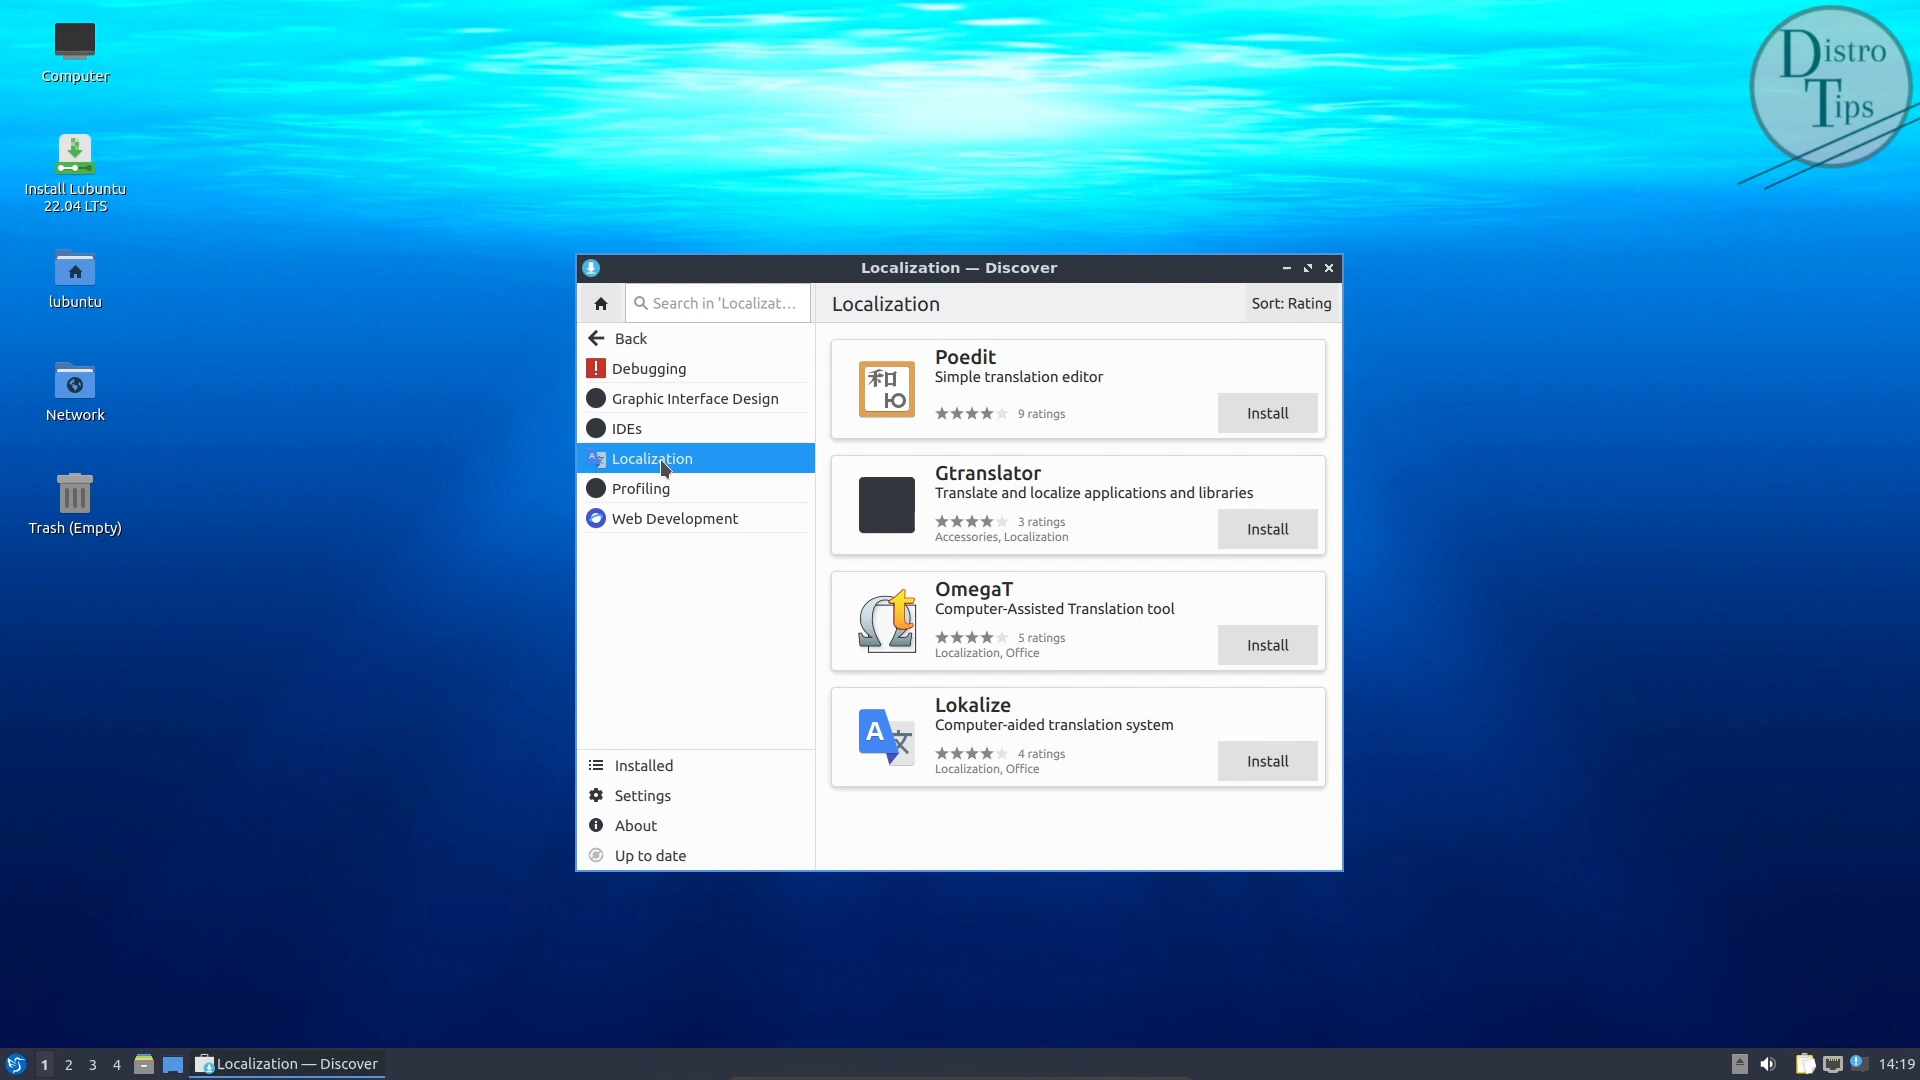 Computer
Install Lubuntu
22.04 LTS
lubuntu
Network
Trash (Empty)
Distro
Tips
Localization — Discover
Search in 'Localizat...
Localization
Sort: Rating
Back
Debugging
Graphic Interface Design
IDEs
Localization
Profiling
Web Development
Installed
Settings
About
Up to date
和
Ю
Poedit
Simple translation editor
9 ratings
Install
Gtranslator
Translate and localize applications and libraries
3 ratings
Accessories, Localization
Install
Ω t
OmegaT
Computer-Assisted Translation tool
5 ratings
Localization, Office
Install
A 文
Lokalize
Computer-aided translation system
4 ratings
Localization, Office
Install
1 2 3 4
Localization — Discover
14:19